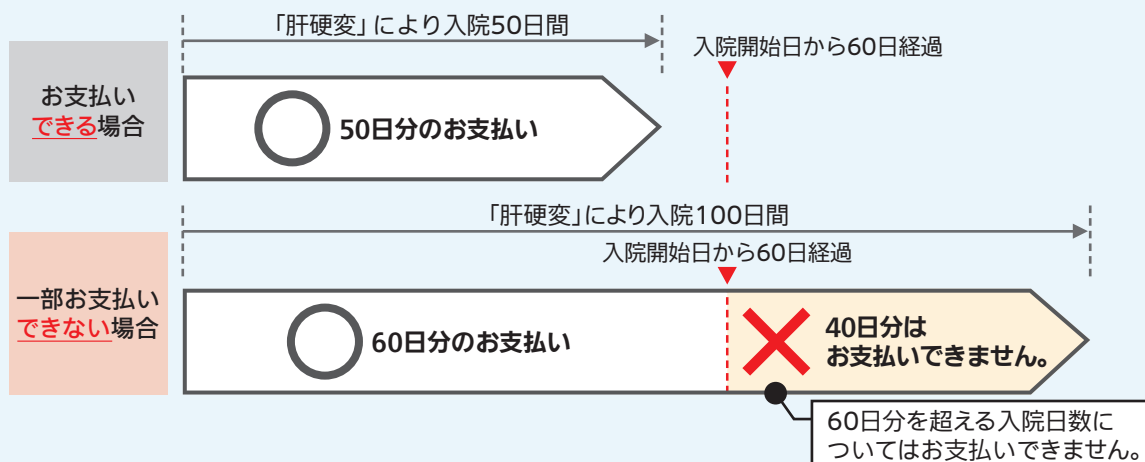 「肝硬変」により入院50日間
入院開始日から60日経過
お支払い
できる場合
50日分のお支払い
「肝硬変」により入院100日間
入院開始日から60日経過
一部お支払い
できない場合
60日分のお支払い
40日分は
お支払いできません。
60日分を超える入院日数に
ついてはお支払いできません。